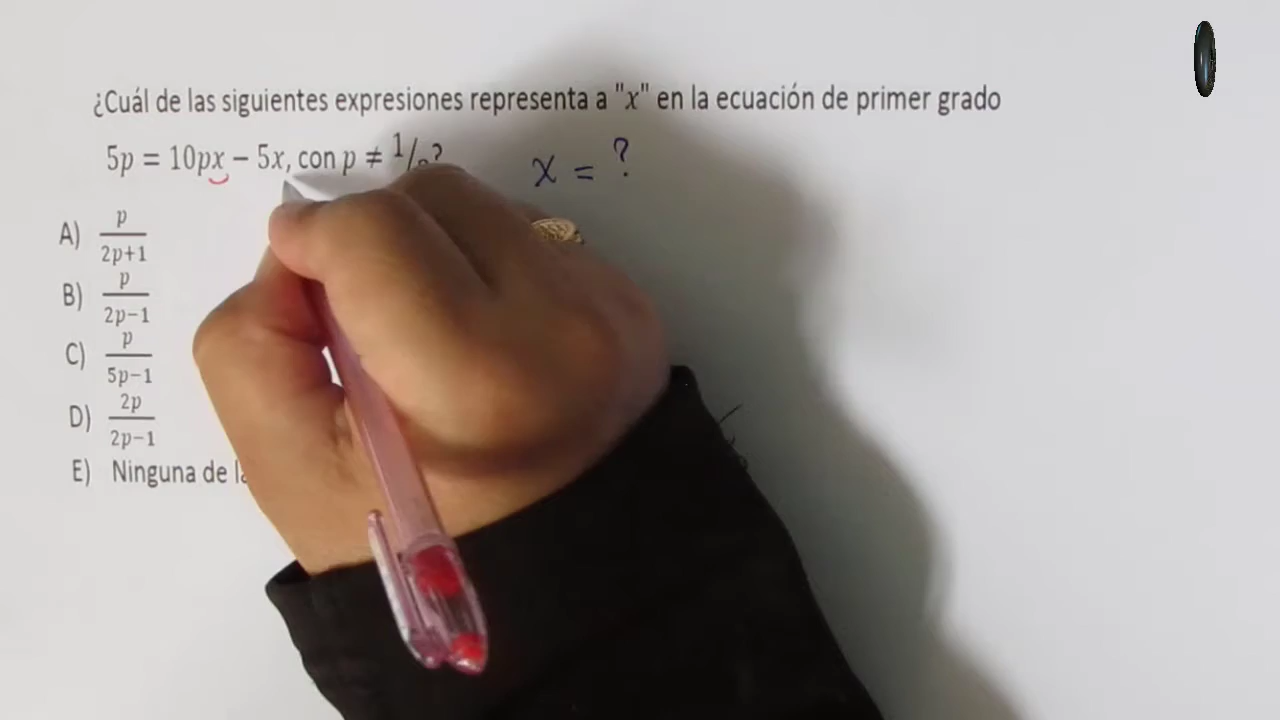 ¿Cuál de las siguientes expresiones representa a "x" en la ecuación de primer grado
5p = 10px − 5x, con p ≠ 1/ ?
x = ?
A) p/2p+1
B) p/2p−1
C) p/5p−1
D) 2p/2p−1
E) Ninguna de